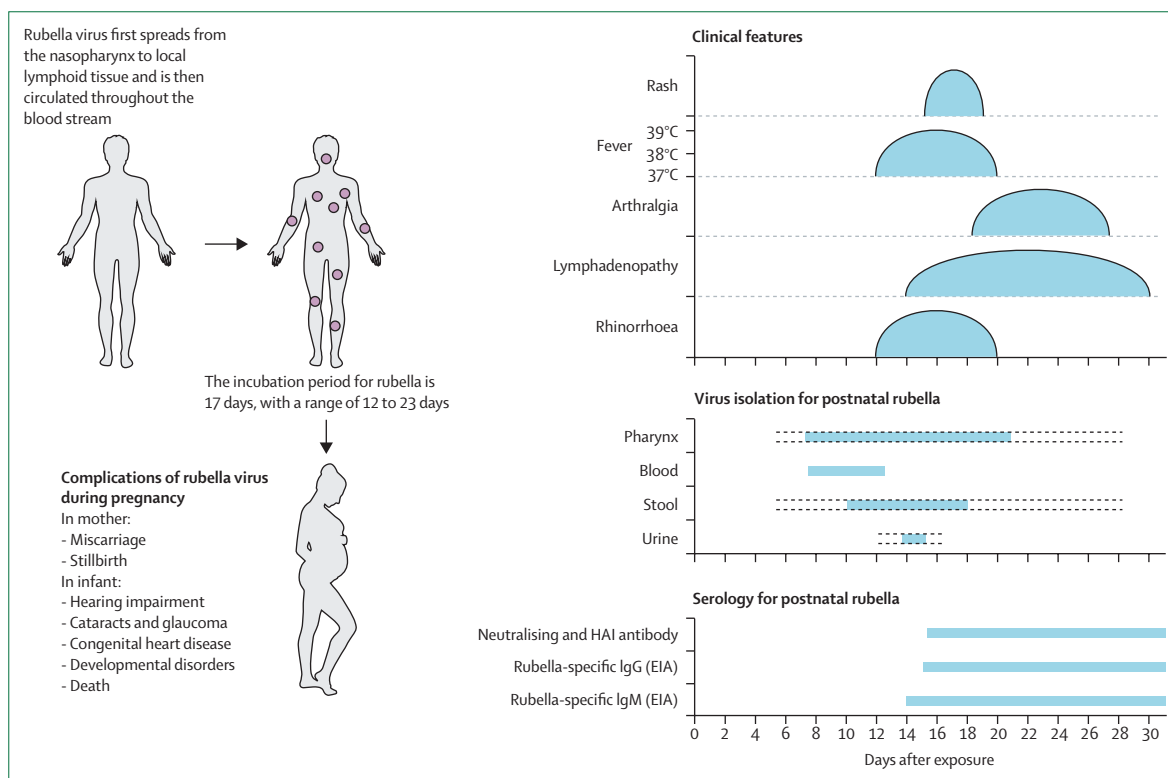 Rubella virus first spreads from
the nasopharynx to local
lymphoid tissue and is then
circulated throughout the
blood stream
The incubation period for rubella is
17 days, with a range of 12 to 23 days
Complications of rubella virus
during pregnancy
In mother:
- Miscarriage
- Stillbirth
In infant:
- Hearing impairment
- Cataracts and glaucoma
- Congenital heart disease
- Developmental disorders
- Death
Clinical features
Rash
Fever
39°C
38°C
37°C
Arthralgia
Lymphadenopathy
Rhinorrhoea
Virus isolation for postnatal rubella
Pharynx
Blood
Stool
Urine
Serology for postnatal rubella
Neutralising and HAI antibody
Rubella-specific IgG (EIA)
Rubella-specific IgM (EIA)
0 2 4 6 8 10 12 14 16 18 20 22 24 26 28 30
Days after exposure